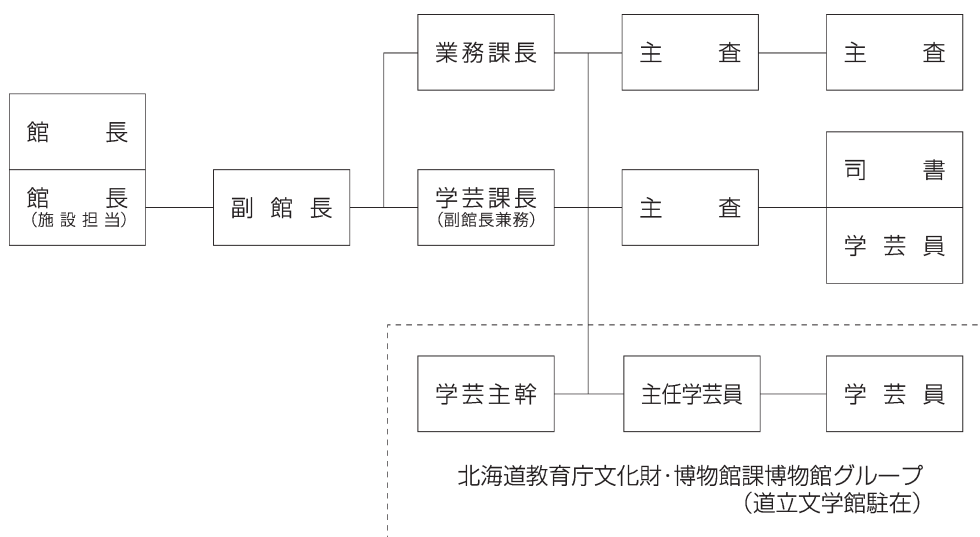 館長
館長
（施設担当）
副館長
業務課長
主査
主査
学芸課長
（副館長兼務）
主査
司書
学芸員
学芸主幹
主任学芸員
学芸員
北海道教育庁文化財・博物館課博物館グループ
（道立文学館駐在）